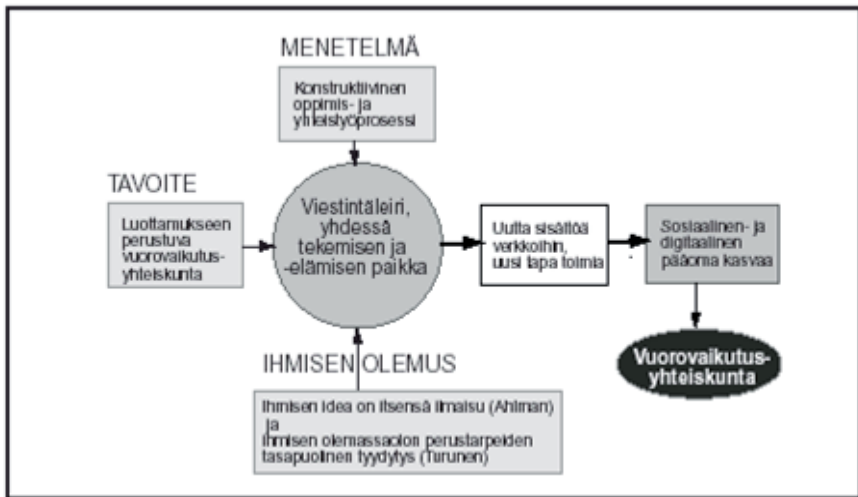 MENETELMÄ
Konstruktiivinen
oppimis- ja
yhteistyöprosessi
TAVOITE
Luottamukseen
perustuva
vuorovaikutus-
yhteiskunta
Viestintäleiri,
yhdessä
tekemisen ja
-elämisen paikka
Uutta sisältöä
verkkoihin,
uusi tapa toimia
Sosiaalinen- ja
digitaalinen
pääoma kasvaa
Vuorovaikutus-
yhteiskunta
IHMISEN OLEMUS
Ihmisen idea on itsensä ilmaisu (Ahlman)
ja
ihmisen olemassaolon perustarpeiden
tasapuolinen tyydytys (Turunen)